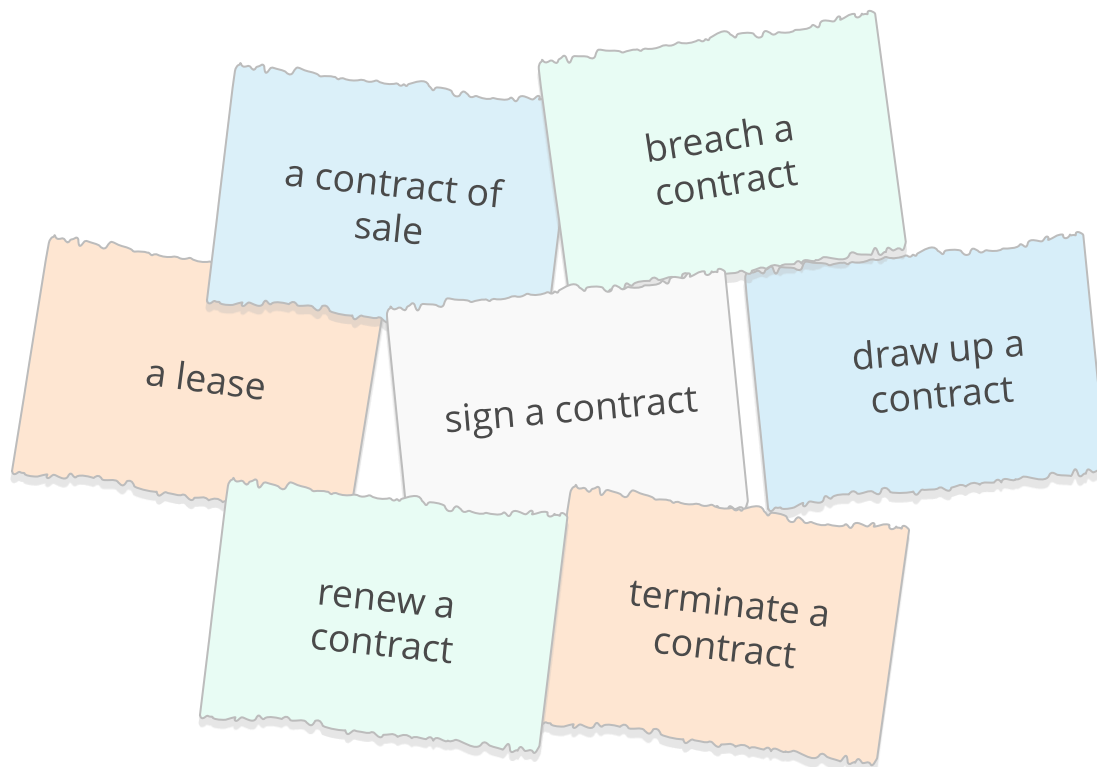 a contract of
sale
breach a
contract
a lease
sign a contract
draw up a
contract
renew a
contract
terminate a
contract